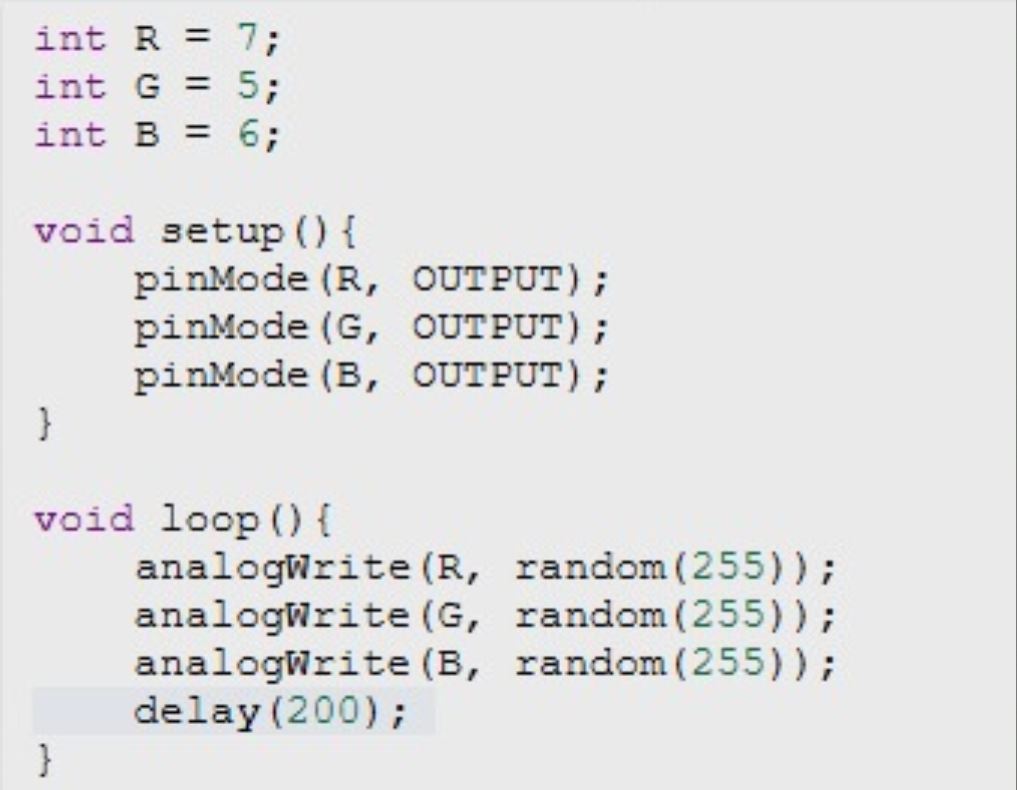 int R = 7;
int G = 5;
int B = 6;

void setup(){
    pinMode(R, OUTPUT);
    pinMode(G, OUTPUT);
    pinMode(B, OUTPUT);
}

void loop(){
    analogWrite(R, random(255));
    analogWrite(G, random(255));
    analogWrite(B, random(255));
    delay(200);
}